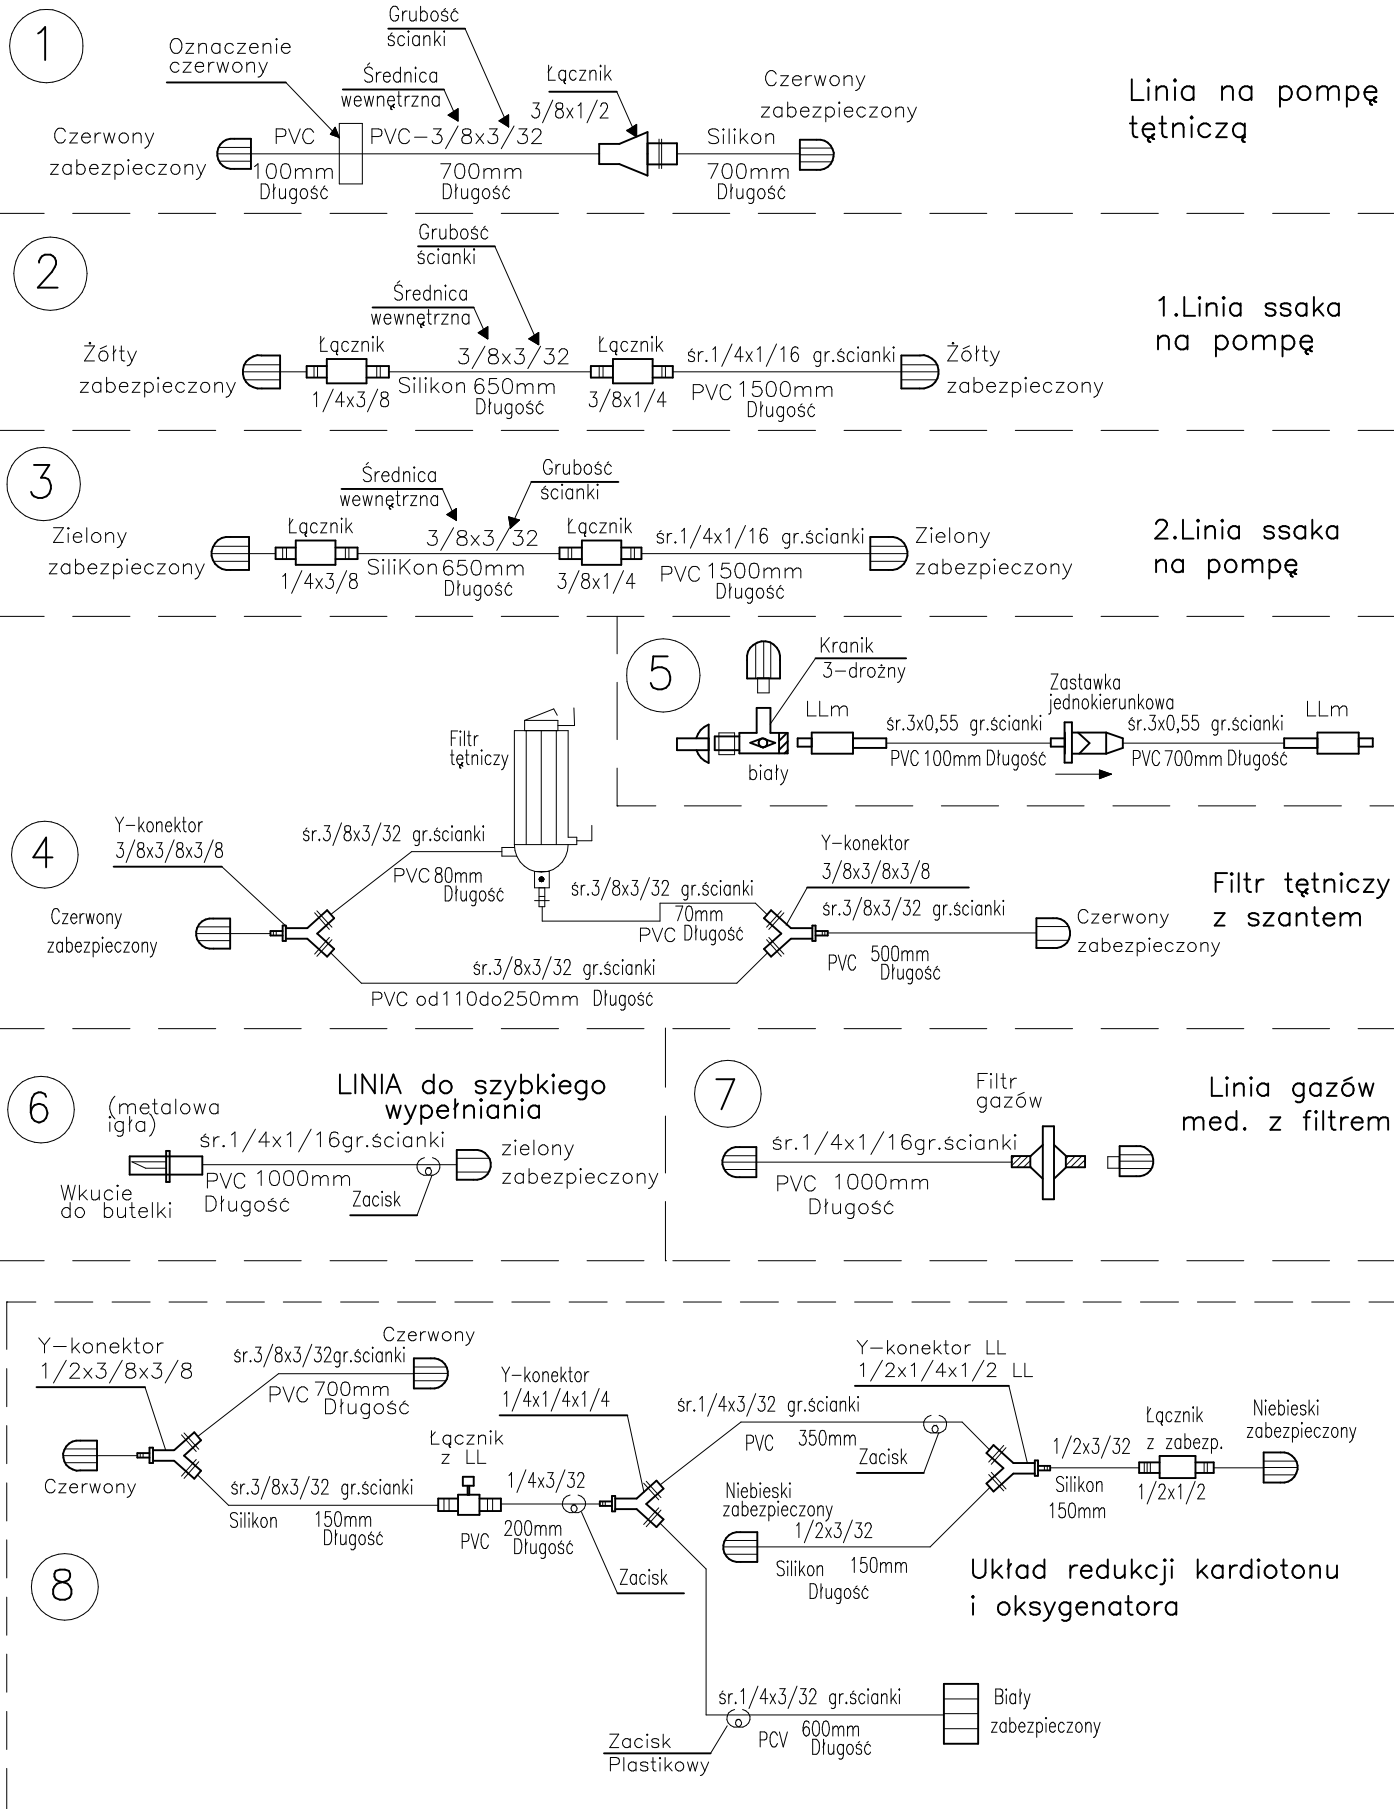 1
Grubość
ścianki
Oznaczenie
czerwony
Średnica
wewnętrzna
Łącznik
3/8x1/2
Czerwony
zabezpieczony
Linia na pompę
tętniczą
Czerwony
zabezpieczony
PVC
PVC-3/8x3/32
Silikon
100mm
Długość
700mm
Długość
700mm
Długość
2
Grubość
ścianki
Średnica
wewnętrzna
1.Linia ssaka
na pompę
Żółty
zabezpieczony
Łącznik
1/4x3/8
3/8x3/32
Silikon 650mm
Długość
Łącznik
3/8x1/4
śr.1/4x1/16 gr.ścianki
PVC 1500mm
Długość
Żółty
zabezpieczony
3
Średnica
wewnętrzna
Grubość
ścianki
2.Linia ssaka
na pompę
Zielony
zabezpieczony
Łącznik
1/4x3/8
3/8x3/32
SiliKon 650mm
Długość
Łącznik
3/8x1/4
śr.1/4x1/16 gr.ścianki
PVC 1500mm
Długość
Zielony
zabezpieczony
5
Kranik
3-drożny
biały
LLm
śr.3x0,55 gr.ścianki
PVC 100mm Długość
Zastawka
jednokierunkowa
śr.3x0,55 gr.ścianki
PVC 700mm Długość
LLm
4
Filtr
tętniczy
Y-konektor
3/8x3/8x3/8
śr.3/8x3/32 gr.ścianki
PVC 80mm
Długość
Czerwony
zabezpieczony
śr.3/8x3/32 gr.ścianki
70mm
PVC Długość
Y-konektor
3/8x3/8x3/8
śr.3/8x3/32 gr.ścianki
PVC 500mm
Długość
Czerwony
zabezpieczony
Filtr tętniczy
z szantem
śr.3/8x3/32 gr.ścianki
PVC od110do250mm Długość
6
LINIA do szybkiego
wypełniania
(metalowa
igła)
śr.1/4x1/16gr.ścianki
PVC 1000mm
Długość
Wkucie
do butelki
Zacisk
zielony
zabezpieczony
7
Filtr
gazów
Linia gazów
med. z filtrem
śr.1/4x1/16gr.ścianki
PVC 1000mm
Długość
Y-konektor
1/2x3/8x3/8
Czerwony
śr.3/8x3/32gr.ścianki
PVC 700mm
Długość
Czerwony
Łącznik
z LL
śr.3/8x3/32 gr.ścianki
Silikon 150mm
Długość
Y-konektor
1/4x1/4x1/4
1/4x3/32
PVC 200mm
Długość
Zacisk
śr.1/4x3/32 gr.ścianki
PVC 350mm
Zacisk
Y-konektor LL
1/2x1/4x1/2 LL
Niebieski
zabezpieczony
1/2x3/32
Silikon 150mm
Długość
1/2x3/32
Silikon
150mm
Łącznik
z zabezp.
1/2x1/2
Niebieski
zabezpieczony
8
Układ redukcji kardiotonu
i oksygenatora
śr.1/4x3/32 gr.ścianki
PCV 600mm
Długość
Zacisk
Plastikowy
Biały
zabezpieczony